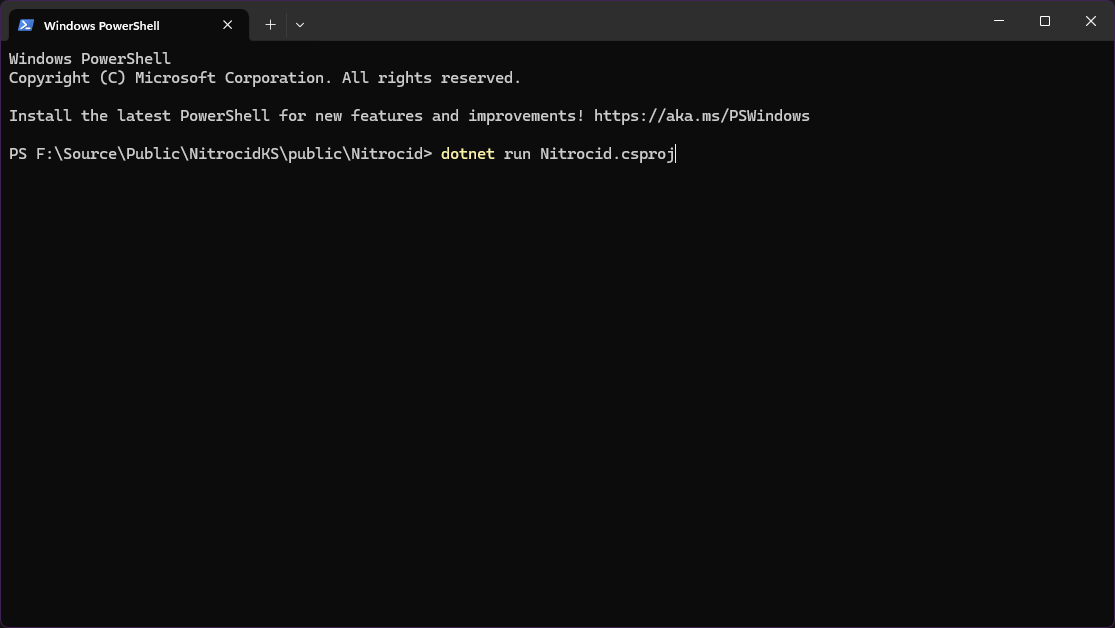 Windows PowerShell
Windows PowerShell
Copyright (C) Microsoft Corporation. All rights reserved.
Install the latest PowerShell for new features and improvements! https://aka.ms/PSWindows
PS F:\Source\Public\NitrocidKS\public\Nitrocid> dotnet run Nitrocid.csproj